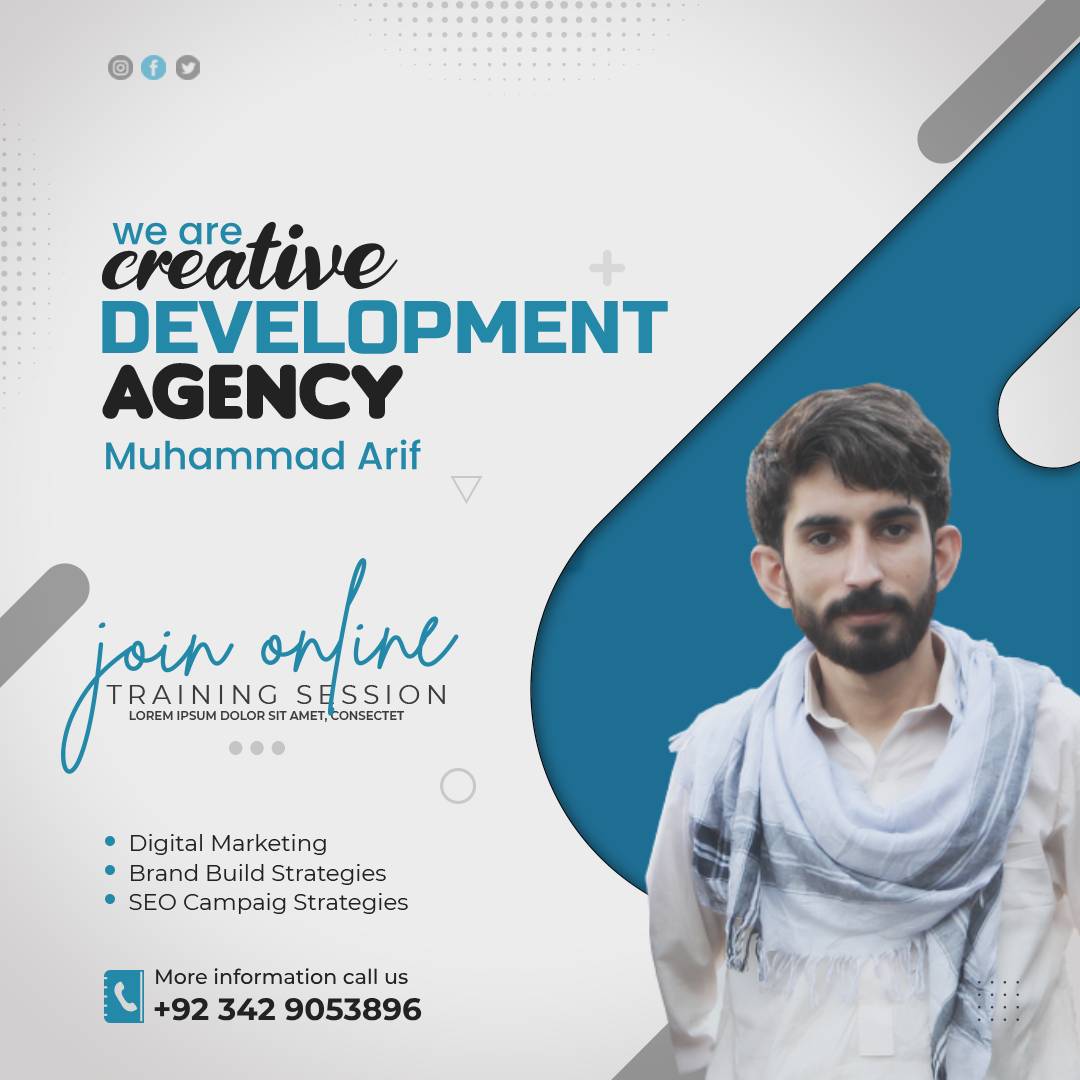 we are
creative
DEVELOPMENT
AGENCY
Muhammad Arif
join online
TRAINING SESSION
LOREM IPSUM DOLOR SIT AMET, CONSECTET
Digital Marketing
Brand Build Strategies
SEO Campaig Strategies
More information call us
+92 342 9053896